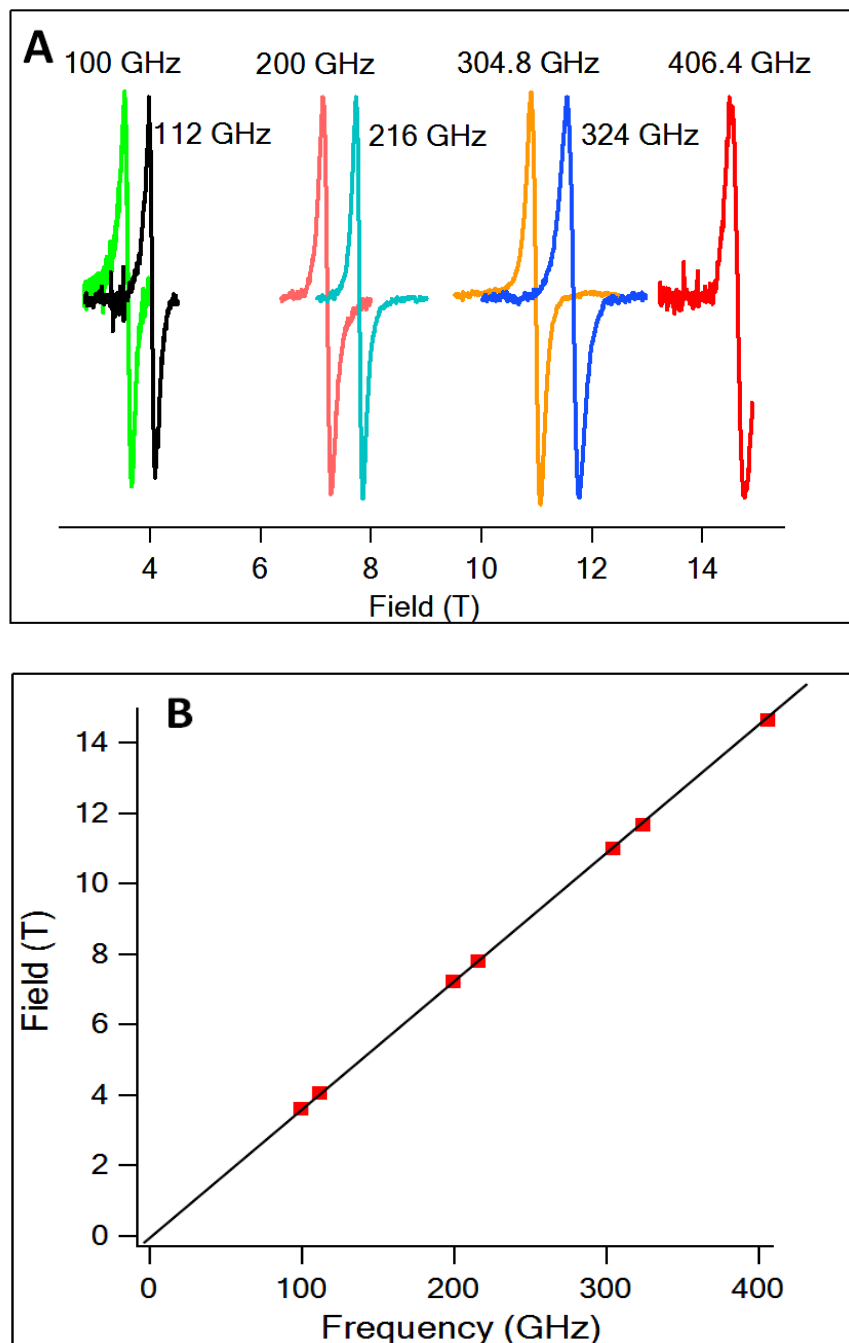 A
100 GHz 200 GHz 304.8 GHz 406.4 GHz
112 GHz 216 GHz 324 GHz
4 6 8 10 12 14
Field (T)
B
14
12
10
8
6
4
2
0
Field (T)
0 100 200 300 400
Frequency (GHz)